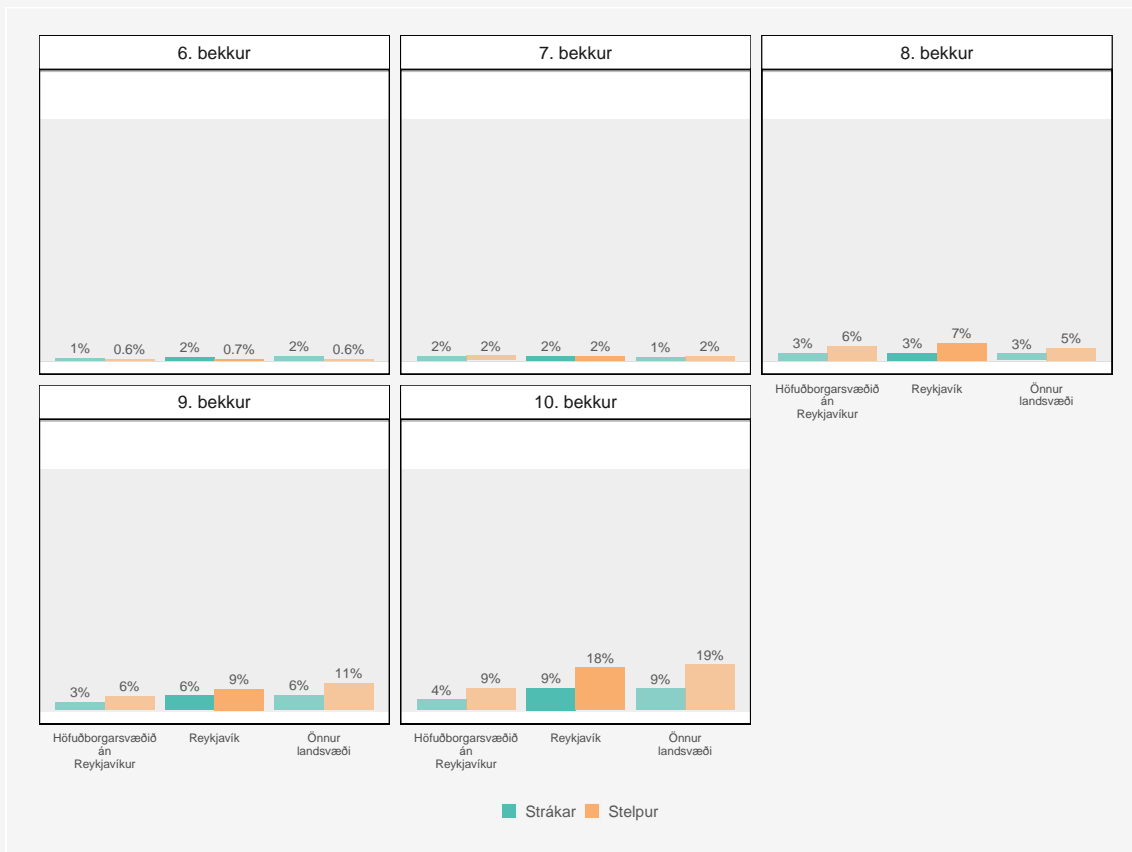 6. bekkur
7. bekkur
8. bekkur
1% 0.6% 2% 0.7% 2% 0.6%
2% 2% 2% 2% 1% 2%
3% 6% 3% 7% 3% 5%
Höfuðborgarsvæðið
án
Reykjavíkur
Reykjavík
Önnur
landsvæði
9. bekkur
10. bekkur
3% 6% 6% 9% 6% 11%
4% 9% 9% 18% 9% 19%
Höfuðborgarsvæðið
án
Reykjavíkur
Reykjavík
Önnur
landsvæði
Höfuðborgarsvæðið
án
Reykjavíkur
Reykjavík
Önnur
landsvæði
Strákar Stelpur